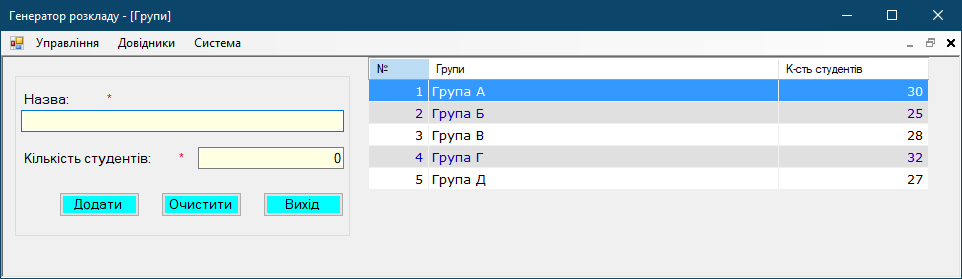 Генератор розкладу - [Групи]
Управління Довідники Система
Назва: *
Кількість студентів: * 0
Додати Очистити Вихід
№ Групи К-сть студентів
1 Група А 30
2 Група Б 25
3 Група В 28
4 Група Г 32
5 Група Д 27